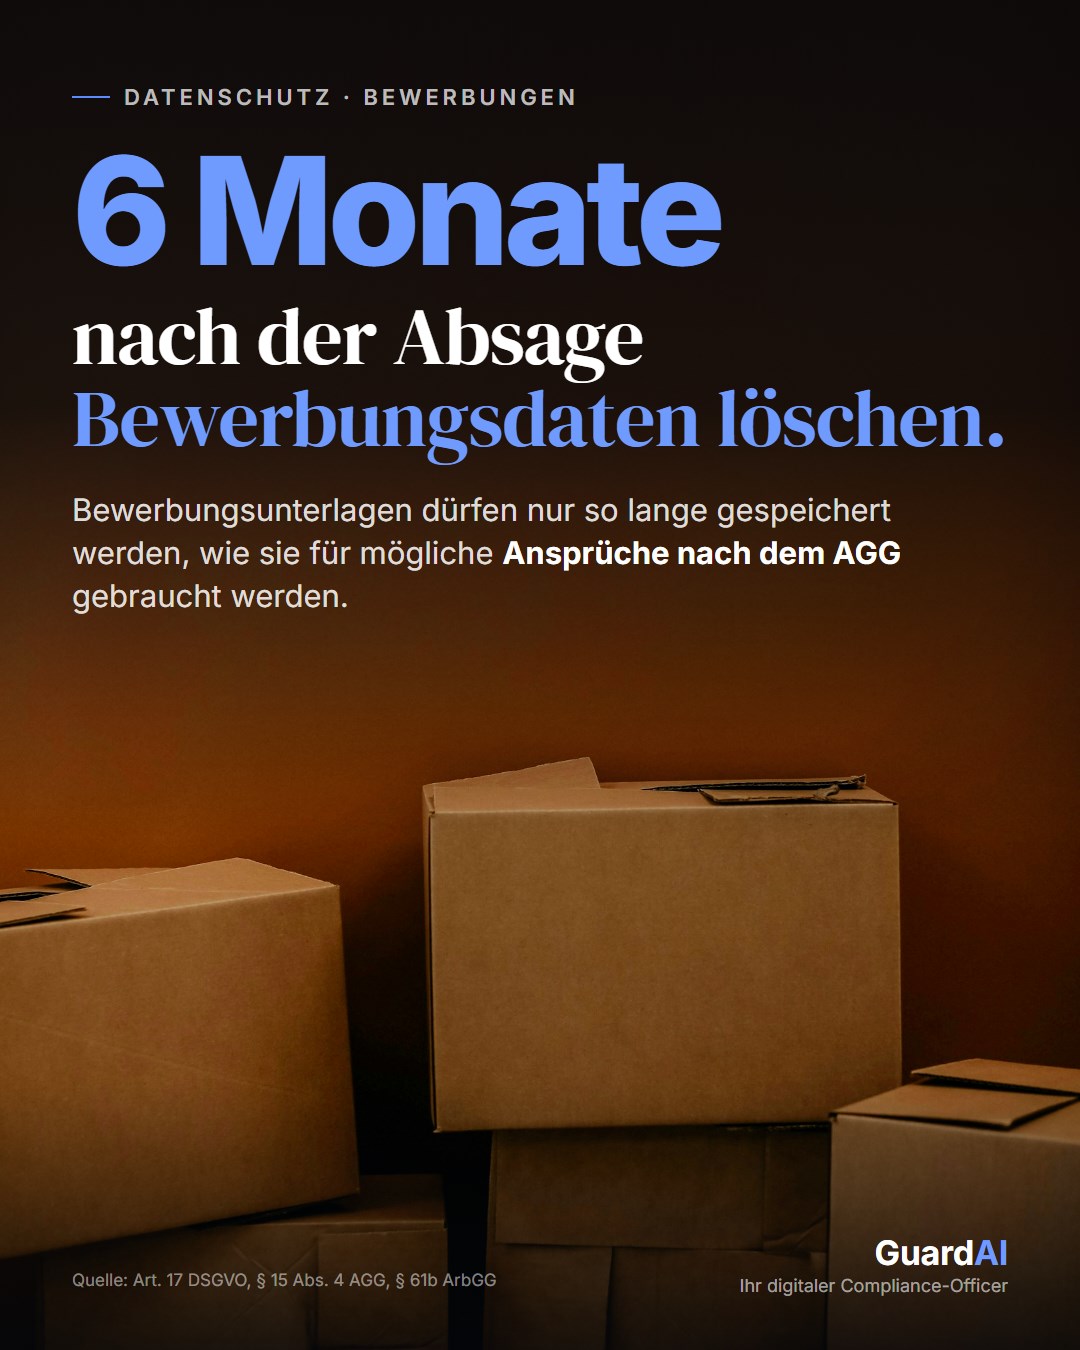 DATENSCHUTZ · BEWERBUNGEN
6 Monate
nach der Absage
Bewerbungsdaten löschen.
Bewerbungsunterlagen dürfen nur so lange gespeichert
werden, wie sie für mögliche Ansprüche nach dem AGG
gebraucht werden.
Quelle: Art. 17 DSGVO, § 15 Abs. 4 AGG, § 61b ArbGG
GuardAI
Ihr digitaler Compliance-Officer